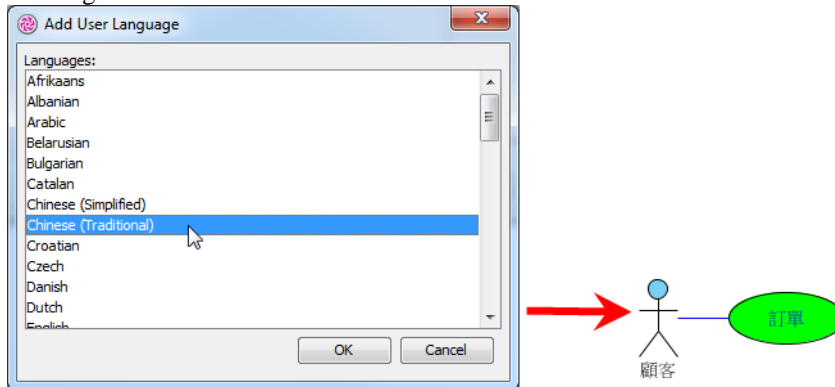 Add User Language
Languages:
Afrikaans
Albanian
Arabic
Belarusian
Bulgarian
Catalan
Chinese (Simplified)
Chinese (Traditional)
Croatian
Czech
Danish
Dutch
English
OK
Cancel
訂單
顧客